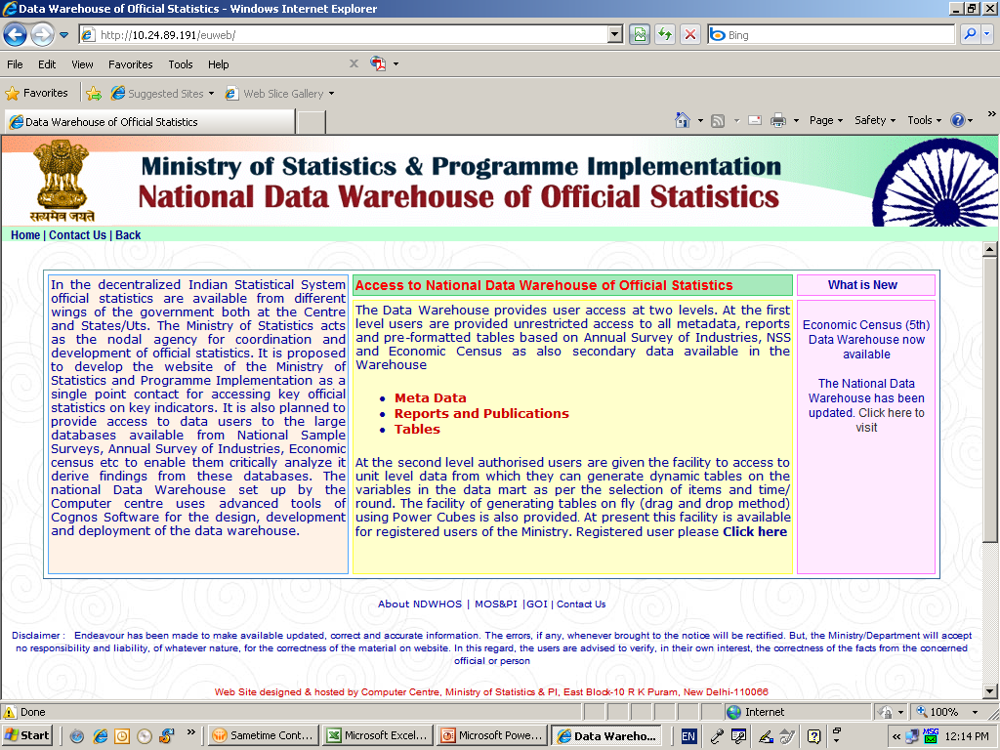 Data Warehouse of Official Statistics - Windows Internet Explorer
http://10.24.89.191/euweb/
Bing
File Edit View Favorites Tools Help
Favorites Suggested Sites Web Slice Gallery
Data Warehouse of Official Statistics
Page Safety Tools
Ministry of Statistics & Programme Implementation
National Data Warehouse of Official Statistics
सत्यमेव जयते
Home | Contact Us | Back
In the decentralized Indian Statistical System
official statistics are available from different
wings of the government both at the Centre
and States/Uts. The Ministry of Statistics acts
as the nodal agency for coordination and
development of official statistics. It is proposed
to develop the website of the Ministry of
Statistics and Programme Implementation as a
single point contact for accessing key official
statistics on key indicators. It is also planned to
provide access to data users to the large
databases available from National Sample
Surveys, Annual Survey of Industries, Economic
census etc to enable them critically analyze it
derive findings from these databases. The
national Data Warehouse set up by the
Computer centre uses advanced tools of
Cognos Software for the design, development
and deployment of the data warehouse.
Access to National Data Warehouse of Official Statistics
The Data Warehouse provides user access at two levels. At the first
level users are provided unrestricted access to all metadata, reports
and pre-formatted tables based on Annual Survey of Industries, NSS
and Economic Census as also secondary data available in the
Warehouse
• Meta Data
• Reports and Publications
• Tables
At the second level authorised users are given the facility to access to
unit level data from which they can generate dynamic tables on the
variables in the data mart as per the selection of items and time/
round. The facility of generating tables on fly (drag and drop method)
using Power Cubes is also provided. At present this facility is available
for registered users of the Ministry. Registered user please Click here
What is New
Economic Census (5th)
Data Warehouse now
available
The National Data
Warehouse has been
updated. Click here to
visit
About NDWHOS | MOS&PI |GOI | Contact Us
Disclaimer : Endeavour has been made to make available updated, correct and accurate information. The errors, if any, whenever brought to the notice will be rectified. But, the Ministry/Department will accept
no responsibility and liability, of whatever nature, for the correctness of the material on website. In this regard, the users are advised to verify, in their own interest, the correctness of the facts from the concerned
official or person
Web Site designed & hosted by Computer Centre, Ministry of Statistics & PI, East Block-10 R K Puram, New Delhi-110066
Done Internet 100%
Start Sametime Cont... Microsoft Excel... Microsoft Powe... Data Wareho... EN MSG 12:14 PM